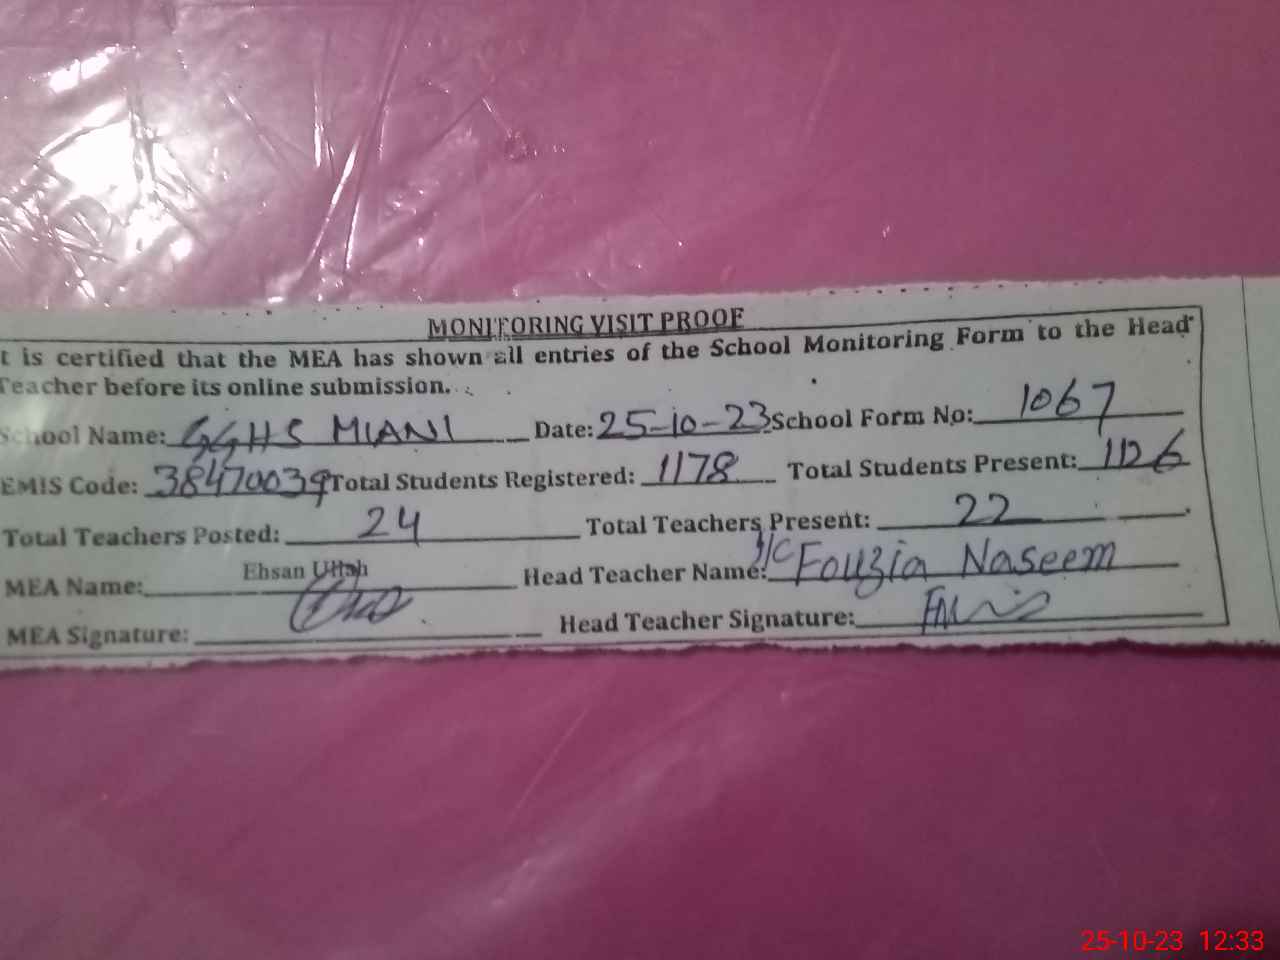 MONITORING VISIT PROOF
t is certified that the MEA has shown all entries of the School Monitoring Form to the Head
Teacher before its online submission.
School Name: GGHS MIANI Date: 25-10-23 School Form No: 1067
EMIS Code: 38470039 Total Students Registered: 1178 Total Students Present: 1126
Total Teachers Posted: 24 Total Teachers Present: 22
MEA Name: Ehsan Ullah Head Teacher Name: I/C Fouzia Naseem
MEA Signature: Head Teacher Signature:
25-10-23 12:33